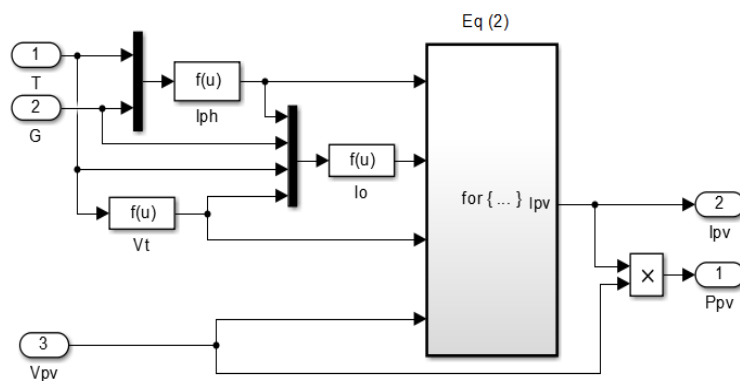 Eq (2)
1
T
2
G
f(u)
Iph
f(u)
Io
f(u)
Vt
for { ... }
Ipv
2
Ipv
×
1
Ppv
3
Vpv